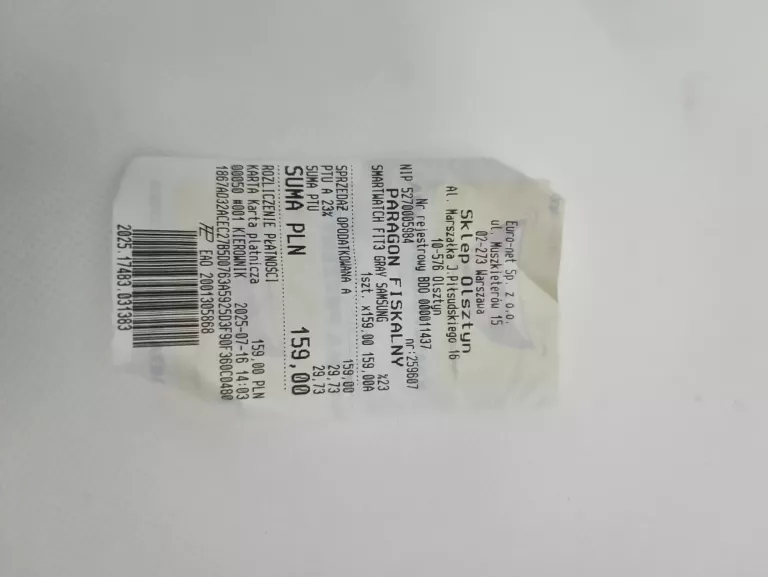 Euro-net Sp. z o.o.
ul. Muszkieterów 15
02-273 Warszawa
Sklep Olsztyn
Al. Marszałka J.Piłsudskiego 16
10-576 Olsztyn
Nr rejestrowy BDO 000011437
NIP 5270005984 nr:259607
PARAGON FISKALNY
SMARTWATCH FIT3 GRAY SAMSUNG x23
1szt. x159,00 159,00A
SPRZEDAŻ OPODATKOWANA A 159,00
PTU A 23% 29,73
SUMA PTU 29,73
SUMA PLN 159,00
ROZLICZENIE PŁATNOŚCI
KARTA Karta płatnicza 159,00 PLN
00050 #001 KIEROWNIK 2025-07-16 14:03
1867AD32ACEC27B5D0763A5925D3F90F360C0480
EAO 2001305868
2025.17483.031383